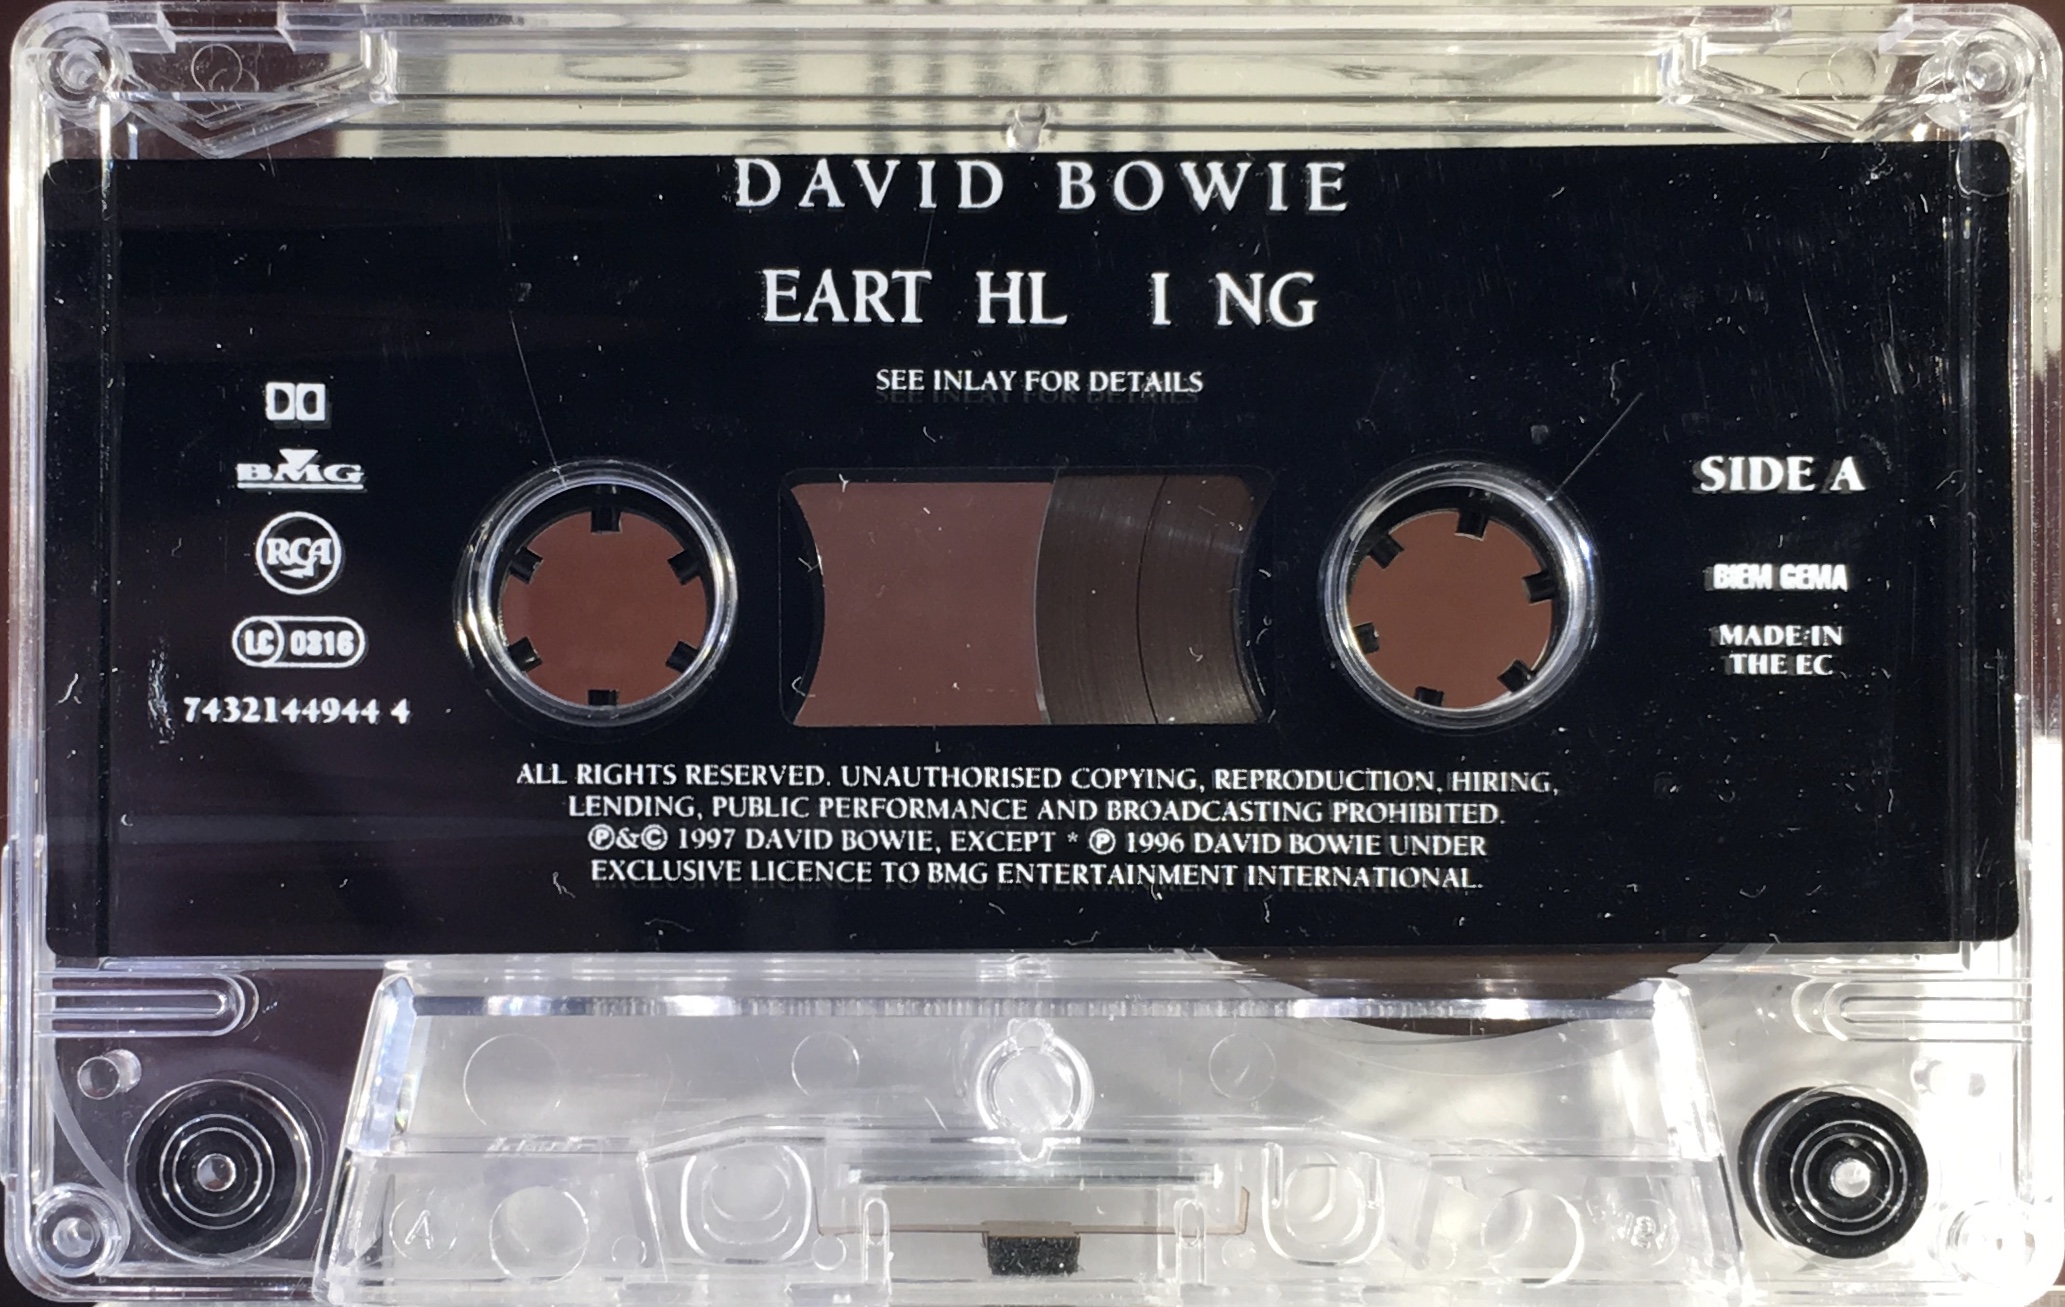 DAVID BOWIE
EART HL I NG
SEE INLAY FOR DETAILS
BMG
RCA
LC 0316
7432144944 4
SIDE A
BIEM GEMA
MADE IN
THE EC
ALL RIGHTS RESERVED. UNAUTHORISED COPYING, REPRODUCTION, HIRING,
LENDING, PUBLIC PERFORMANCE AND BROADCASTING PROHIBITED.
℗&© 1997 DAVID BOWIE, EXCEPT * ℗ 1996 DAVID BOWIE UNDER
EXCLUSIVE LICENCE TO BMG ENTERTAINMENT INTERNATIONAL.
A